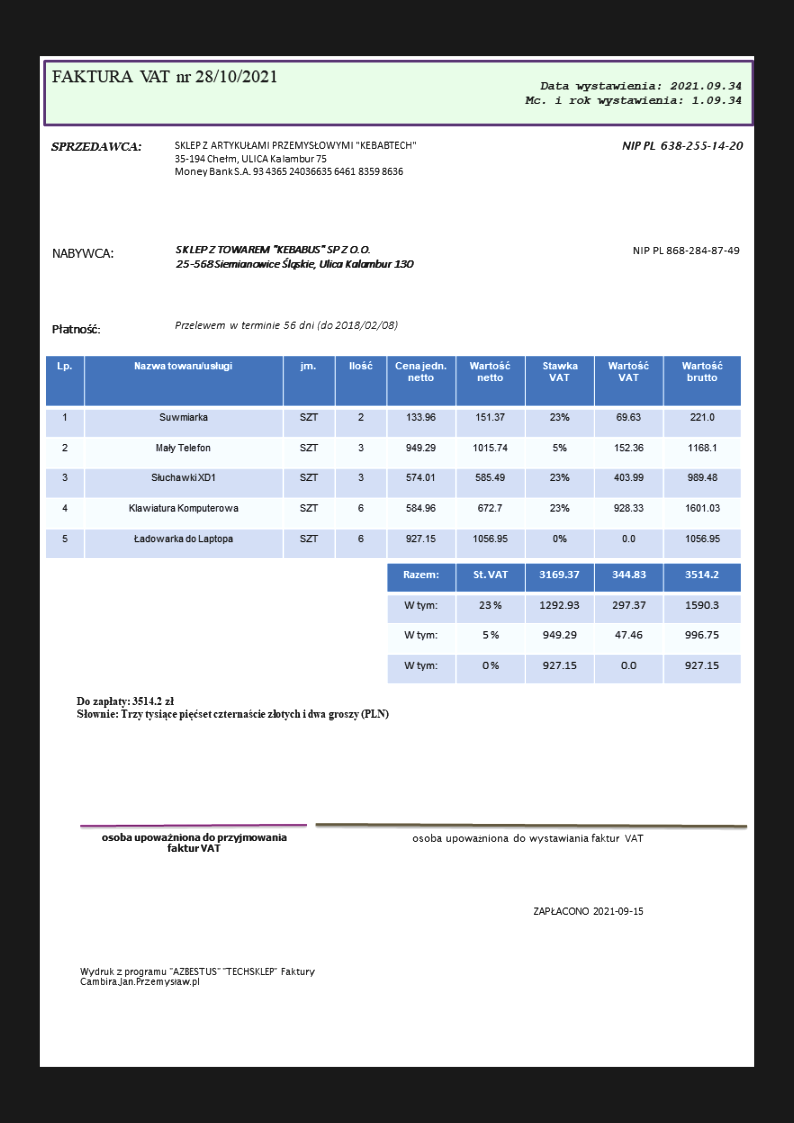 FAKTURA VAT nr 28/10/2021
Data wystawienia: 2021.09.34
Mc. i rok wystawienia: 1.09.34
SPRZEDAWCA: SKLEP Z ARTYKUŁAMI PRZEMYSŁOWYMI "KEBABTECH" NIP PL 638-255-14-20
35-194 Chełm, ULICA Kalambur 75
Money Bank S.A. 93 4365 24036635 6461 8359 8636
NABYWCA: SKLEP Z TOWAREM "KEBABUS" SP Z O.O. NIP PL 868-284-87-49
25-568 Siemianowice Śląskie, Ulica Kalambur 130
Płatność: Przelewem w terminie 56 dni (do 2018/02/08)
Lp. Nazwa towaru/usługi jm. Ilość Cena jedn. netto Wartość netto Stawka VAT Wartość VAT Wartość brutto
1 Suwmiarka SZT 2 133.96 151.37 23% 69.63 221.0
2 Mały Telefon SZT 3 949.29 1015.74 5% 152.36 1168.1
3 Słuchawki XD1 SZT 3 574.01 585.49 23% 403.99 989.48
4 Klawiatura Komputerowa SZT 6 584.96 672.7 23% 928.33 1601.03
5 Ładowarka do Laptopa SZT 6 927.15 1056.95 0% 0.0 1056.95
Razem: St. VAT 3169.37 344.83 3514.2
W tym: 23 % 1292.93 297.37 1590.3
W tym: 5 % 949.29 47.46 996.75
W tym: 0 % 927.15 0.0 927.15
Do zapłaty: 3514.2 zł
Słownie: Trzy tysiące pięćset czternaście złotych i dwa groszy (PLN)
osoba upoważniona do przyjmowania
faktur VAT
osoba upoważniona do wystawiania faktur VAT
ZAPŁACONO 2021-09-15
Wydruk z programu "AZBESTUS" "TECHSKLEP" Faktury
Cambira.Jan.Przemysław.pl